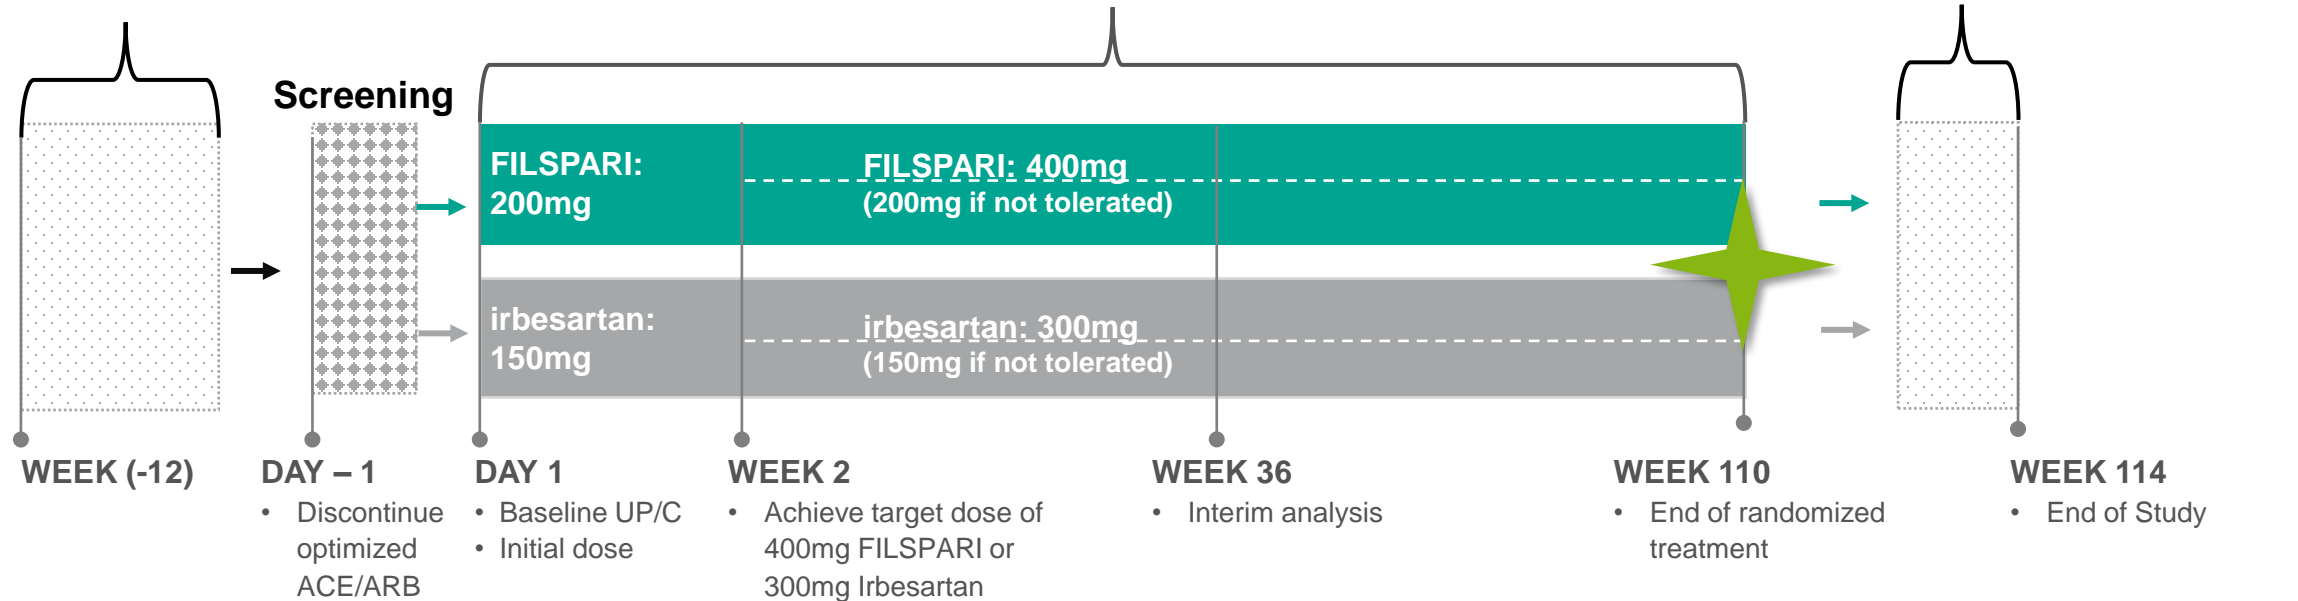 Screening
FILSPARI:
200mg
FILSPARI: 400mg
(200mg if not tolerated)
irbesartan:
150mg
irbesartan: 300mg
(150mg if not tolerated)
WEEK (-12)
DAY – 1
• Discontinue
optimized
ACE/ARB
DAY 1
• Baseline UP/C
• Initial dose
WEEK 2
• Achieve target dose of
400mg FILSPARI or
300mg Irbesartan
WEEK 36
• Interim analysis
WEEK 110
• End of randomized
treatment
WEEK 114
• End of Study